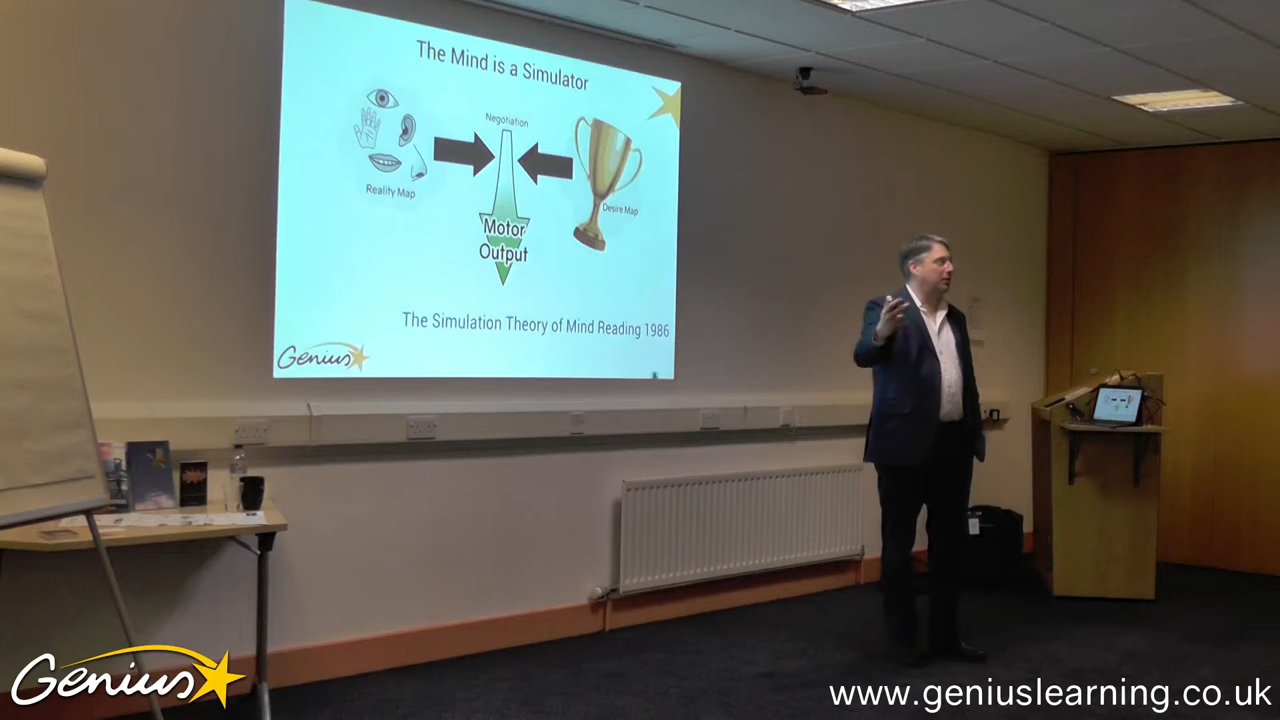 The Mind is a Simulator
Negotiation
Reality Map
Desire Map
Motor
Output
The Simulation Theory of Mind Reading 1986
Genius
Genius
www.geniuslearning.co.uk